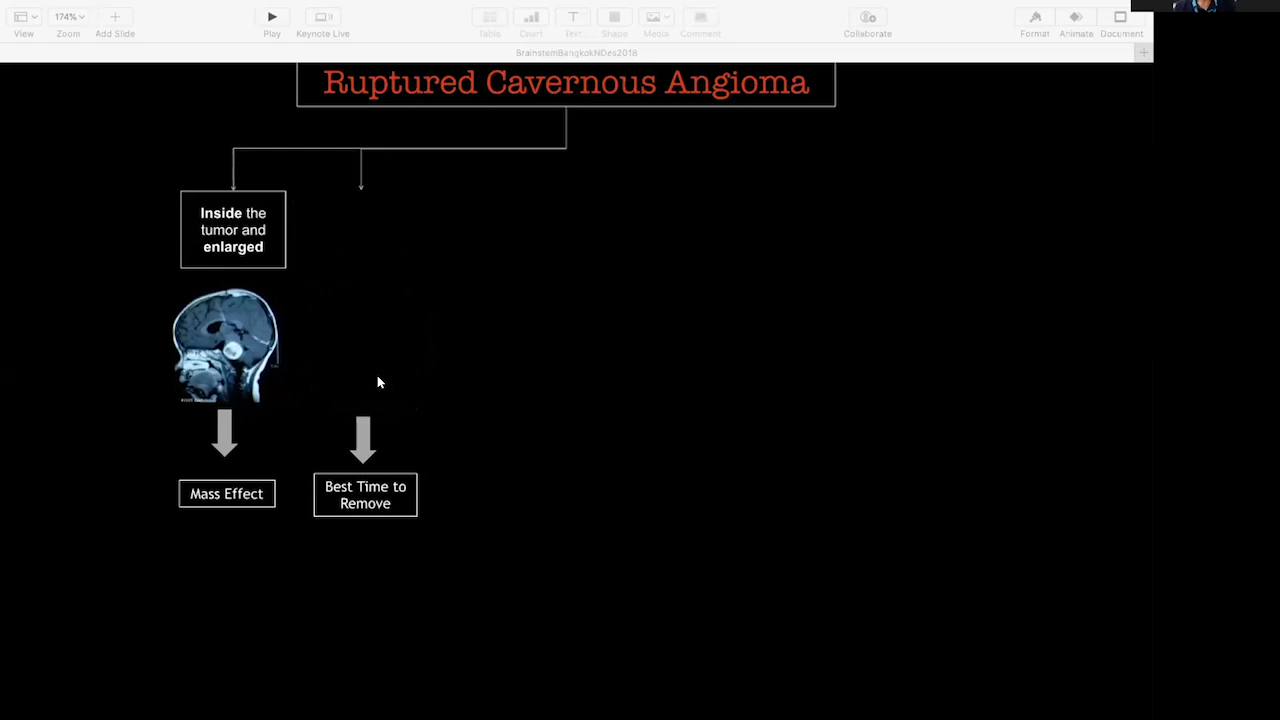 174%
View
Zoom
Add Slide
Play
Keynote Live
Table
Chart
Text
Shape
Media
Comment
Collaborate
Format
Animate
Document
BrainstemBangkokNDes2018
Ruptured Cavernous Angioma
Inside the
tumor and
enlarged
Mass Effect
Best Time to
Remove